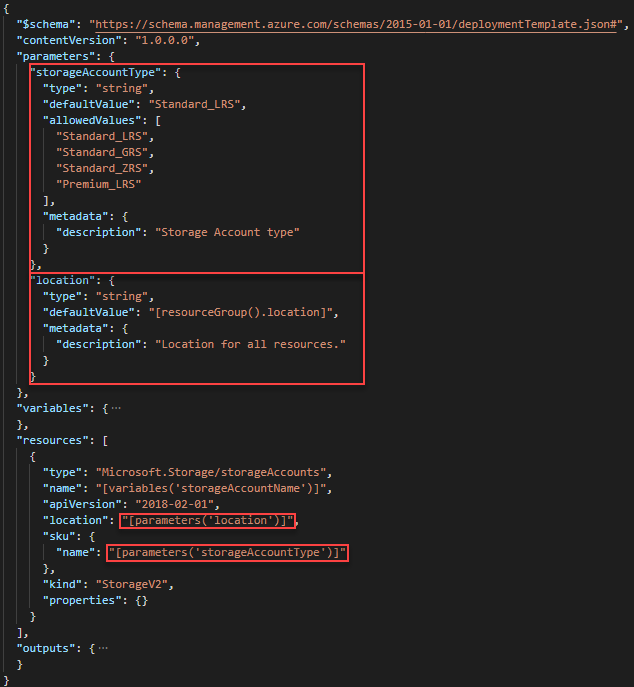 {
"$schema": "https://schema.management.azure.com/schemas/2015-01-01/deploymentTemplate.json#",
"contentVersion": "1.0.0.0",
"parameters": {
"storageAccountType": {
"type": "string",
"defaultValue": "Standard_LRS",
"allowedValues": [
"Standard_LRS",
"Standard_GRS",
"Standard_ZRS",
"Premium_LRS"
],
"metadata": {
"description": "Storage Account type"
}
},
"location": {
"type": "string",
"defaultValue": "[resourceGroup().location]",
"metadata": {
"description": "Location for all resources."
}
}
},
"variables": {⋯
},
"resources": [
{
"type": "Microsoft.Storage/storageAccounts",
"name": "[variables('storageAccountName')]",
"apiVersion": "2018-02-01",
"location": "[parameters('location')]",
"sku": {
"name": "[parameters('storageAccountType')]"
},
"kind": "StorageV2",
"properties": {}
}
],
"outputs": {⋯
}
}